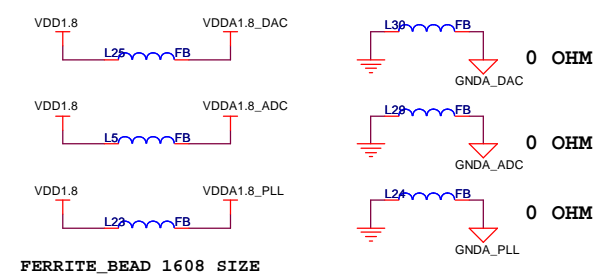 VDD1.8 VDDA1.8_DAC
L25 FB
L30 FB
0 OHM
GNDA_DAC
VDD1.8 VDDA1.8_ADC
L5 FB
L29 FB
0 OHM
GNDA_ADC
VDD1.8 VDDA1.8_PLL
L23 FB
L24 FB
0 OHM
GNDA_PLL
FERRITE_BEAD 1608 SIZE